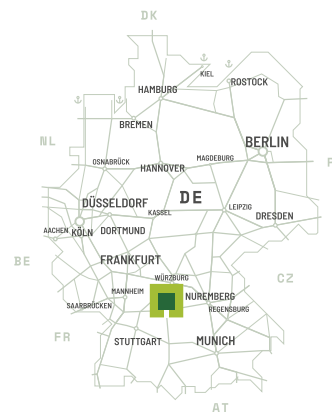 DK
KIEL
ROSTOCK
HAMBURG
BREMEN
NL
BERLIN
OSNABRÜCK
HANNOVER
MAGDEBURG
P
DE
DÜSSELDORF
KASSEL
LEIPZIG
DRESDEN
AACHEN
KÖLN
DORTMUND
BE
FRANKFURT
CZ
WÜRZBURG
MANNHEIM
NUREMBERG
SAARBRÜCKEN
REGENSBURG
FR
STUTTGART
MUNICH
AT